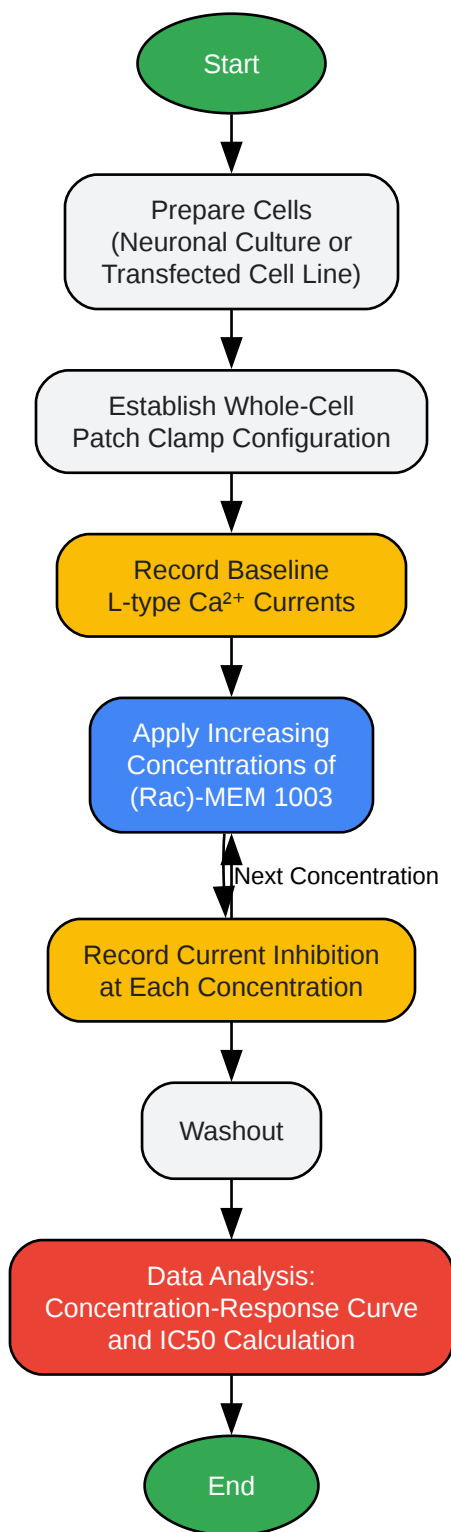 Start
Prepare Cells
(Neuronal Culture or
Transfected Cell Line)
Establish Whole-Cell
Patch Clamp Configuration
Record Baseline
L-type Ca²⁺ Currents
Apply Increasing
Concentrations of
(Rac)-MEM 1003
Next Concentration
Record Current Inhibition
at Each Concentration
Washout
Data Analysis:
Concentration-Response Curve
and IC50 Calculation
End